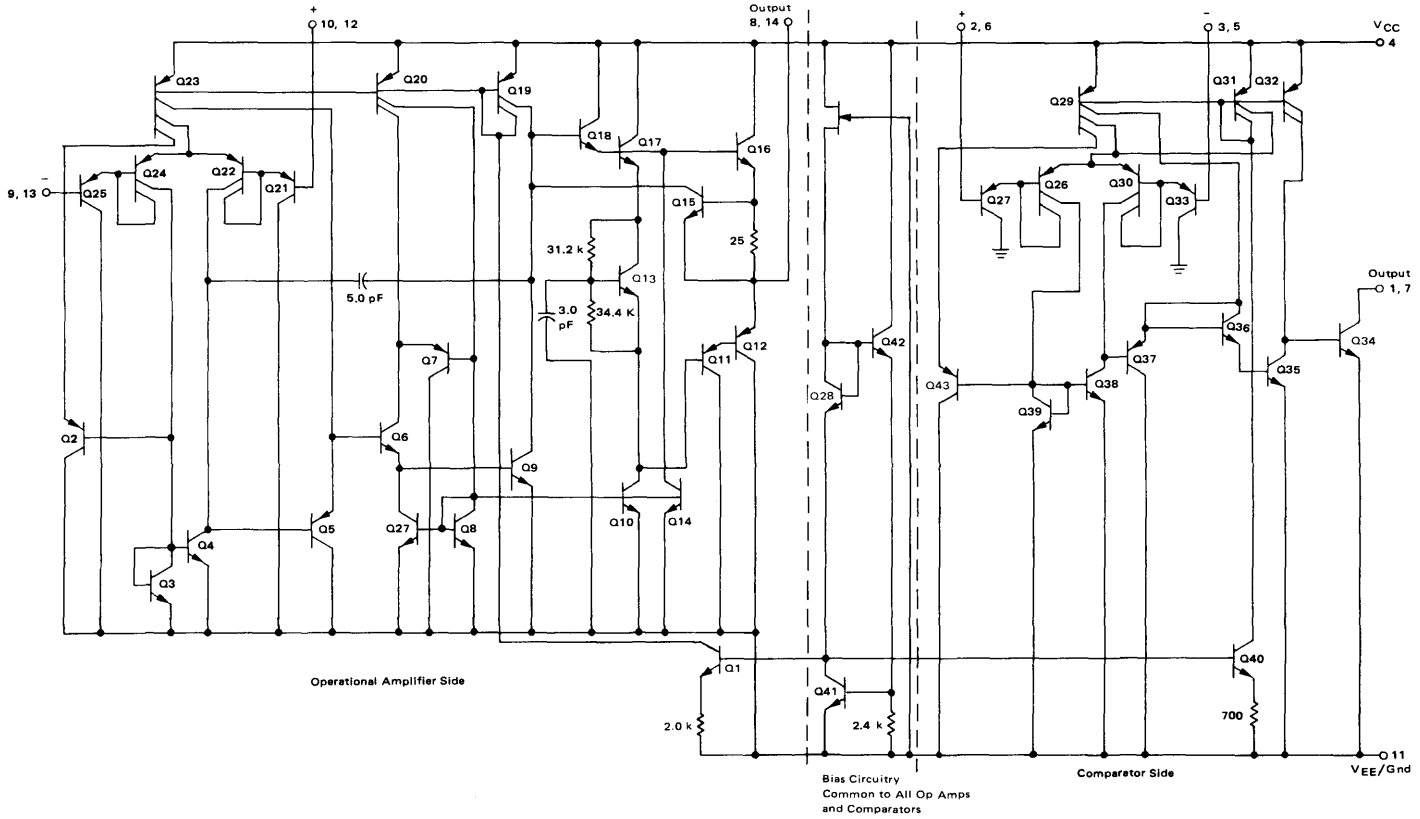 +
10, 12
Output
8, 14
+
2, 6
−
3, 5
VCC
4
Q23
Q20
Q19
Q18
Q17
Q16
Q29
Q31
Q32
−
9, 13
Q25
Q24
Q22
Q21
Q15
25
31.2 k
Q13
5.0 pF
3.0
pF
34.4 K
Q27
Q26
Q30
Q33
Output
1, 7
Q7
Q11
Q12
Q42
Q28
Q43
Q39
Q38
Q37
Q36
Q35
Q34
Q2
Q6
Q9
Q4
Q5
Q27
Q8
Q10
Q14
Q3
Operational Amplifier Side
Q1
2.0 k
Q41
2.4 k
Q40
700
11
VEE/Gnd
Bias Circuitry
Common to All Op Amps
and Comparators
Comparator Side